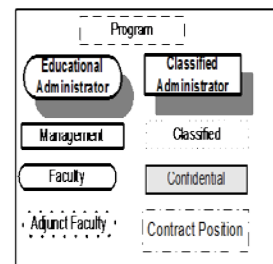 Program
Educational
Administrator
Classified
Administrator
Management
Classified
Faculty
Confidential
Adjunct Faculty
Contract Position